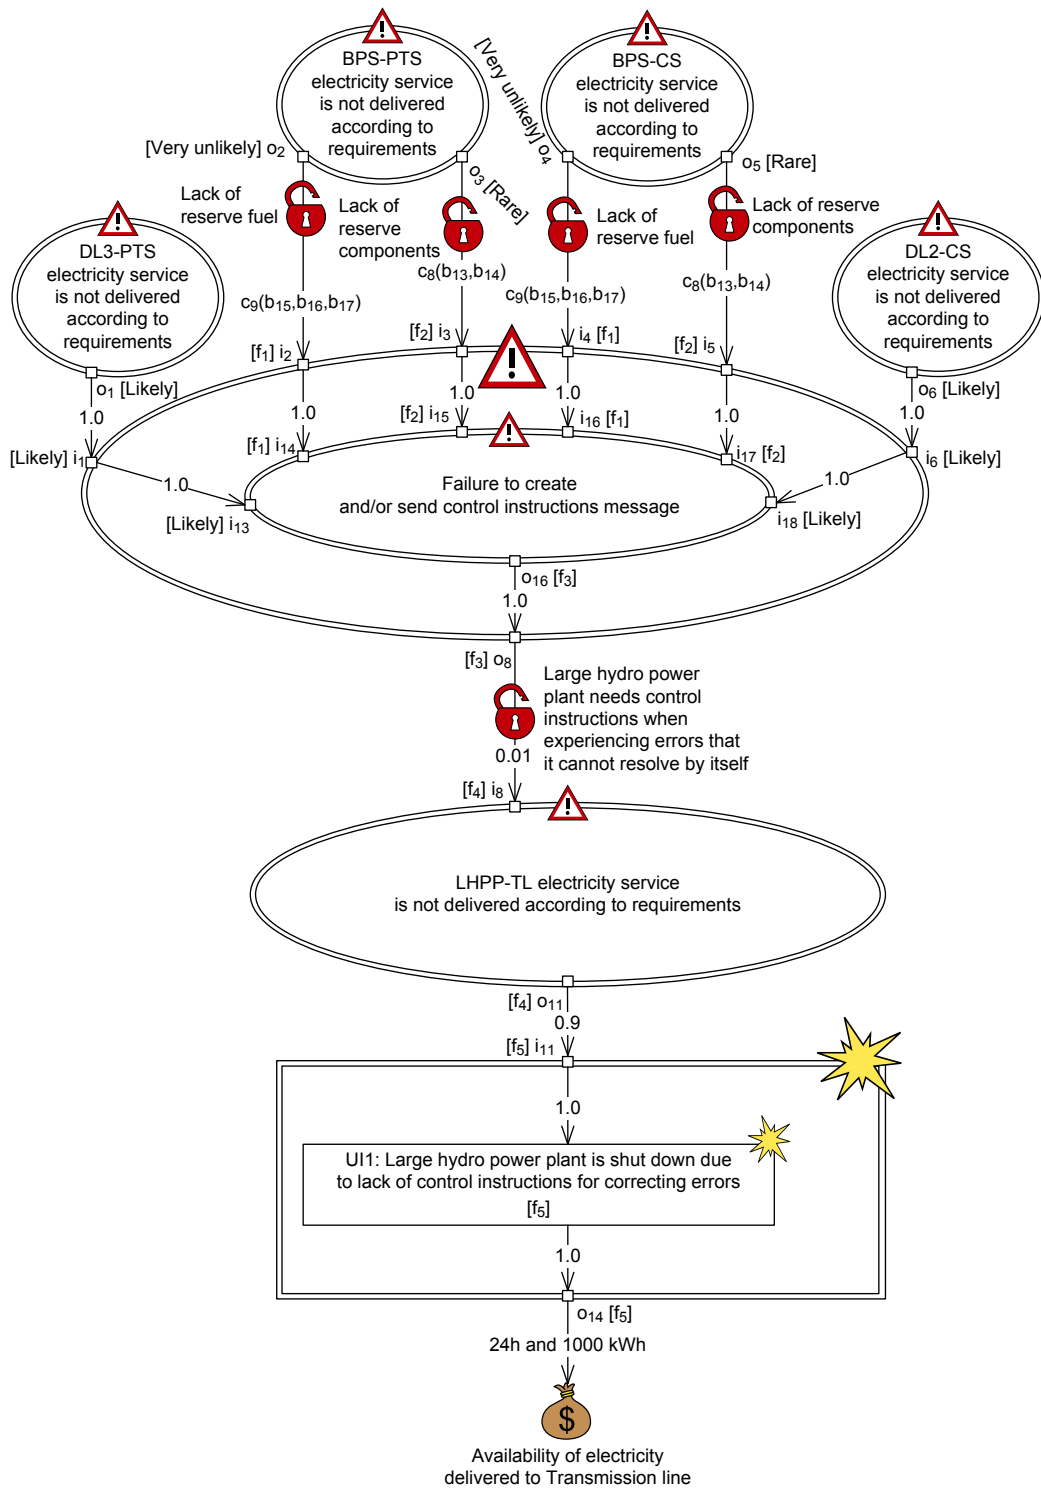 BPS-PTS
electricity service
is not delivered
according to
requirements
BPS-CS
electricity service
is not delivered
according to
requirements
[Very unlikely] o2
o3 [Rare]
[Very unlikely] o4
o5 [Rare]
Lack of
reserve fuel
Lack of
reserve
components
Lack of
reserve fuel
Lack of reserve
components
DL3-PTS
electricity service
is not delivered
according to
requirements
DL2-CS
electricity service
is not delivered
according to
requirements
c9(b15,b16,b17)
c8(b13,b14)
c9(b15,b16,b17)
c8(b13,b14)
[f1] i2
[f2] i3
i4 [f1]
[f2] i5
o1 [Likely]
o6 [Likely]
1.0
1.0
1.0
1.0
1.0
1.0
[f1] i14
[f2] i15
i16 [f1]
i17 [f2]
[Likely] i1
i6 [Likely]
1.0
1.0
[Likely] i13
i18 [Likely]
Failure to create
and/or send control instructions message
o16 [f3]
1.0
[f3] o8
Large hydro power
plant needs control
instructions when
experiencing errors that
it cannot resolve by itself
0.01
[f4] i8
LHPP-TL electricity service
is not delivered according to requirements
[f4] o11
0.9
[f5] i11
1.0
UI1: Large hydro power plant is shut down due
to lack of control instructions for correcting errors
[f5]
1.0
o14 [f5]
24h and 1000 kWh
$
Availability of electricity
delivered to Transmission line